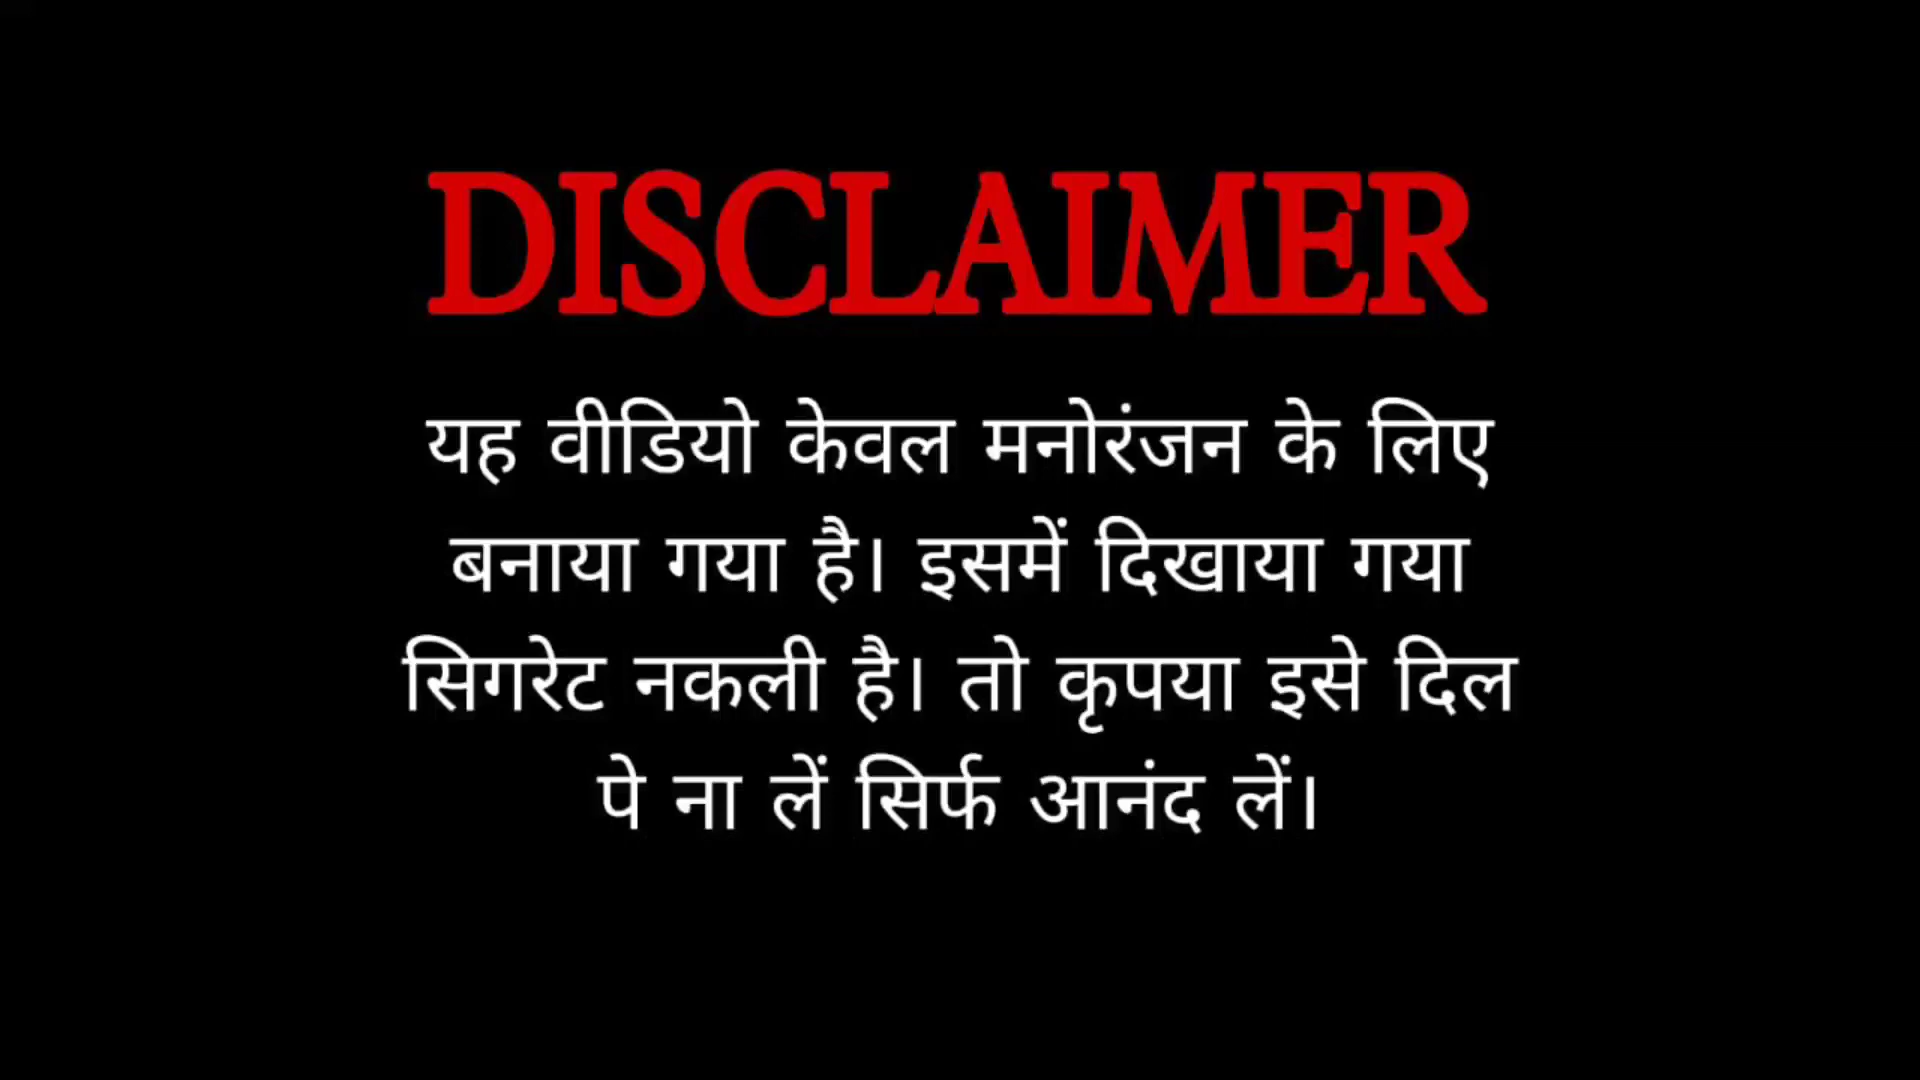 DISCLAIMER
यह वीडियो केवल मनोरंजन के लिए
बनाया गया है। इसमें दिखाया गया
सिगरेट नकली है। तो कृपया इसे दिल
पे ना लें सिर्फ आनंद लें।